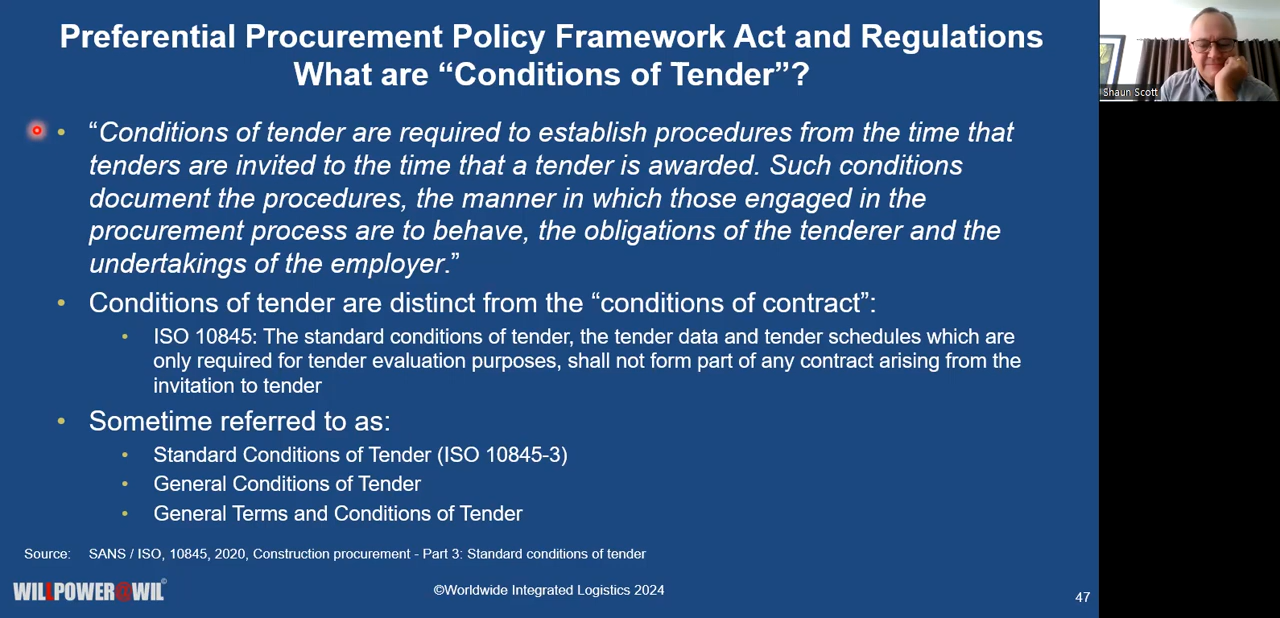 Preferential Procurement Policy Framework Act and Regulations
What are “Conditions of Tender”?
Shaun Scott
• “Conditions of tender are required to establish procedures from the time that
tenders are invited to the time that a tender is awarded. Such conditions
document the procedures, the manner in which those engaged in the
procurement process are to behave, the obligations of the tenderer and the
undertakings of the employer.”
• Conditions of tender are distinct from the “conditions of contract”:
• ISO 10845: The standard conditions of tender, the tender data and tender schedules which are
only required for tender evaluation purposes, shall not form part of any contract arising from the
invitation to tender
• Sometime referred to as:
• Standard Conditions of Tender (ISO 10845-3)
• General Conditions of Tender
• General Terms and Conditions of Tender
Source: SANS / ISO, 10845, 2020, Construction procurement - Part 3: Standard conditions of tender
WILLPOWER@WIL©
©Worldwide Integrated Logistics 2024
47